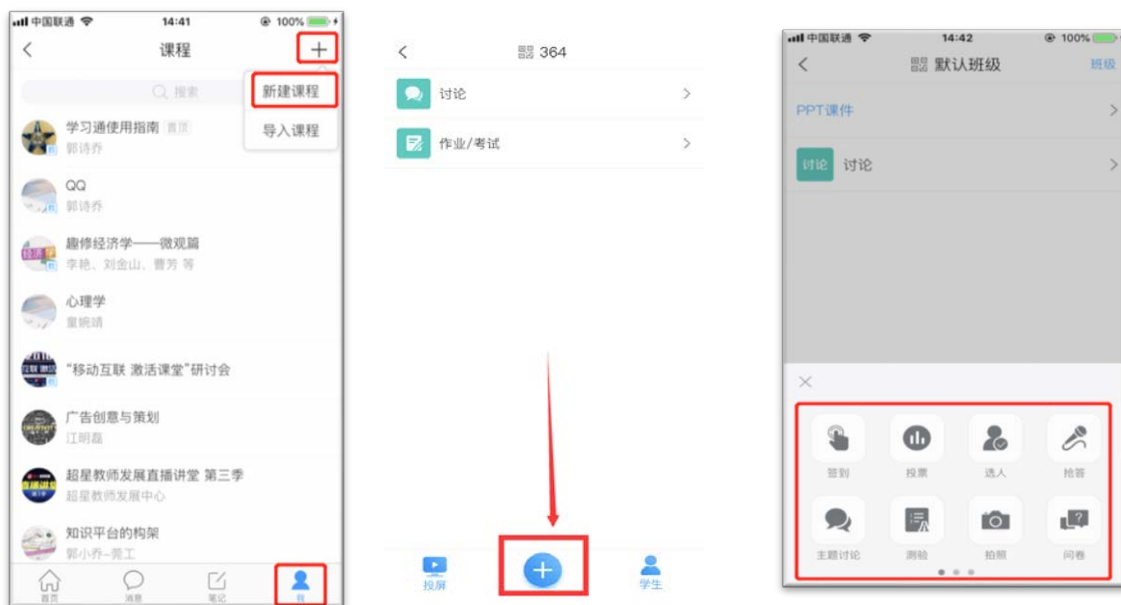 中国联通 14:41 100%
课程
搜索
新建课程
导入课程
学习通使用指南 置顶
郭诗乔
QQ
郭诗乔
趣修经济学——微观篇
李艳、刘金山、曹芳 等
心理学
童婉靖
“移动互联 激活课堂”研讨会
广告创意与策划
江明磊
超星教师发展直播讲堂 第三季
超星教师发展中心
知识平台的构架
郭小乔-莞工
首页 消息 笔记 我
364
讨论
作业/考试
投屏 学生
中国联通 14:42 100%
默认班级 班级
PPT课件
讨论 讨论
签到 投票 选人 抢答
主题讨论 测验 拍照 问卷